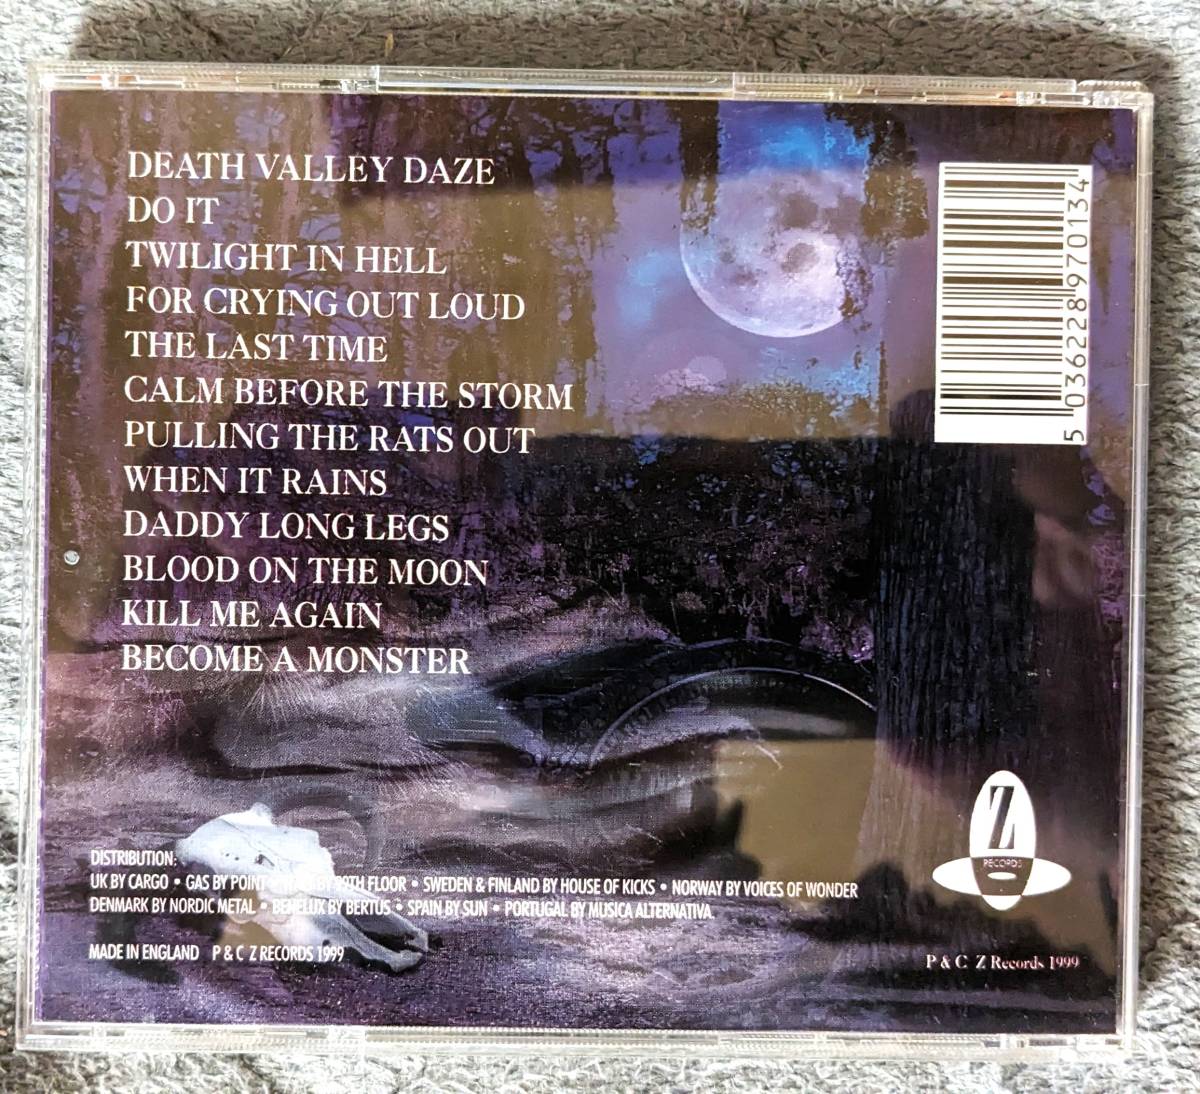 DEATH VALLEY DAZE
DO IT
TWILIGHT IN HELL
FOR CRYING OUT LOUD
THE LAST TIME
CALM BEFORE THE STORM
PULLING THE RATS OUT
WHEN IT RAINS
DADDY LONG LEGS
BLOOD ON THE MOON
KILL ME AGAIN
BECOME A MONSTER
5 036228 970134
Z
RECORDS
DISTRIBUTION:
UK BY CARGO • GAS BY POINT • BY 99TH FLOOR • SWEDEN & FINLAND BY HOUSE OF KICKS • NORWAY BY VOICES OF WONDER
DENMARK BY NORDIC METAL • BENELUX BY BERTUS • SPAIN BY SUN • PORTUGAL BY MUSICA ALTERNATIVA.
MADE IN ENGLAND P & C Z RECORDS 1999
P & C Z Records 1999